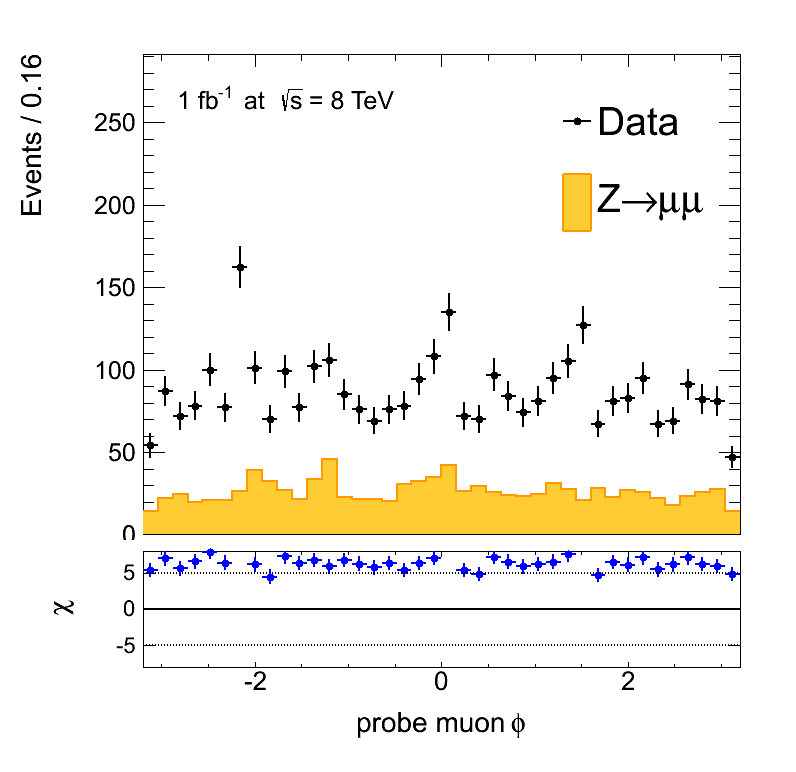 Events / 0.16
1 fb-1 at √s = 8 TeV
Data
Z→μμ
250
200
150
100
50
0
5
0
-5
χ
-2 0 2
probe muon ϕ